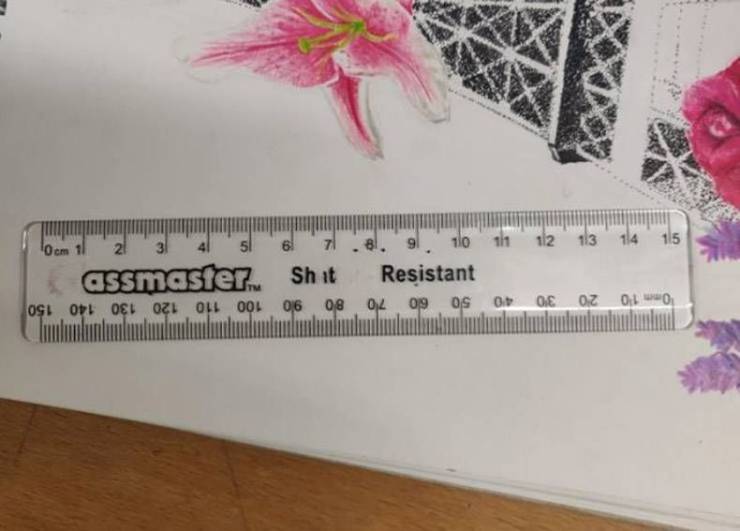 0cm 1 2 3 4 5 6 7 8 9 10 11 12 13 14 15
assmaster™ Sh it Resistant
150 140 130 120 110 100 90 80 70 60 50 40 30 20 10 0mm